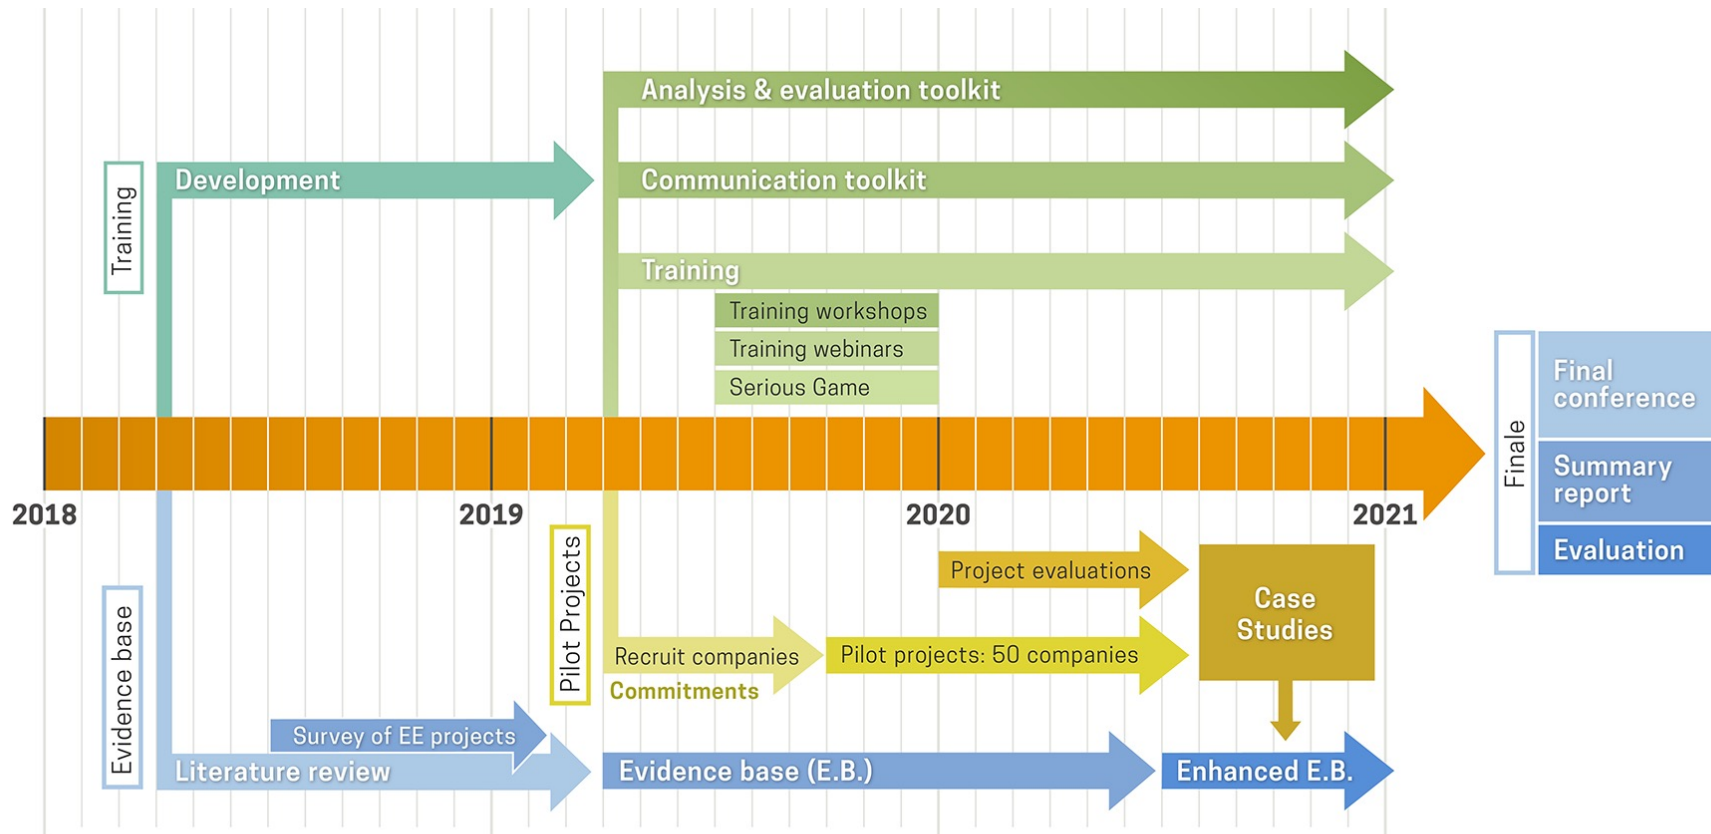 Analysis & evaluation toolkit
Training
Development
Communication toolkit
Training
Training workshops
Training webinars
Serious Game
2018
2019
2020
2021
Finale
Final
conference
Summary
report
Evaluation
Pilot Projects
Project evaluations
Case
Studies
Recruit companies
Commitments
Pilot projects: 50 companies
Evidence base
Survey of EE projects
Literature review
Evidence base (E.B.)
Enhanced E.B.